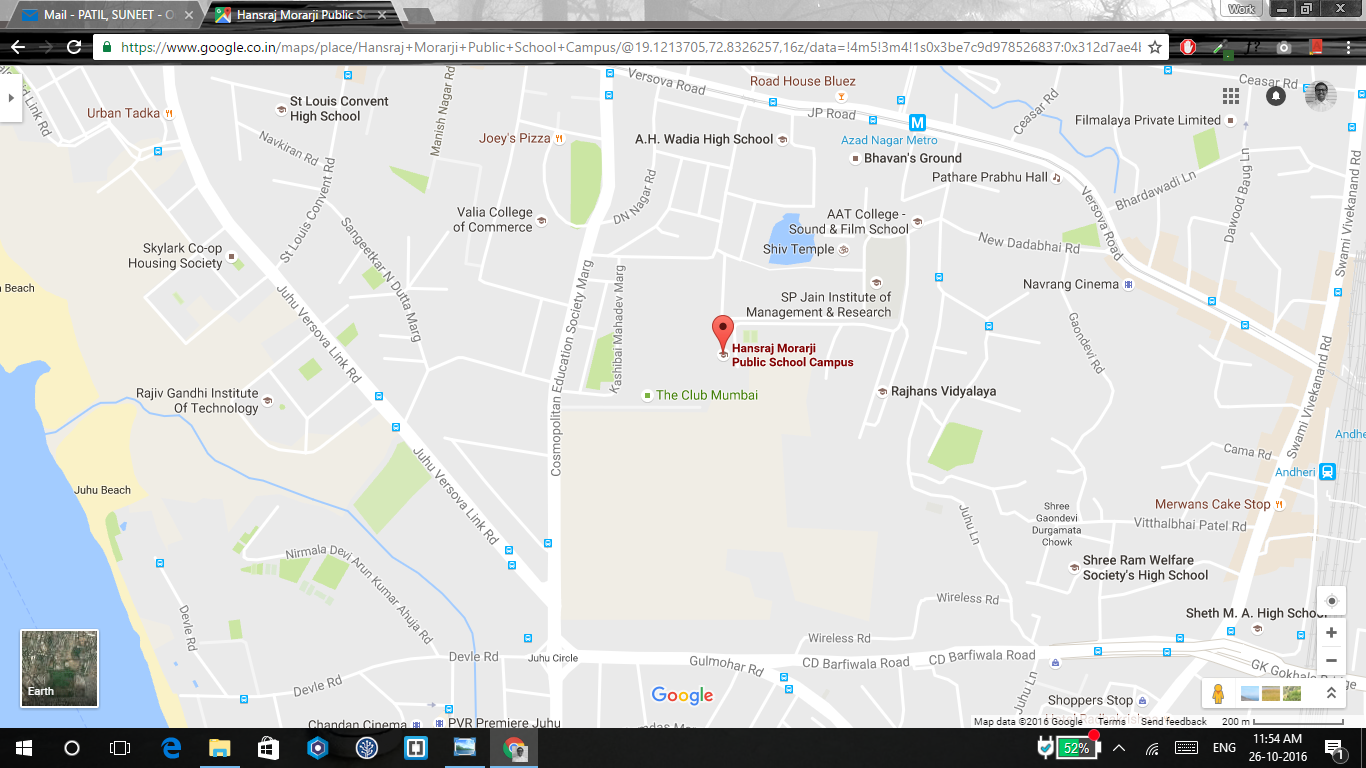 Mail - PATIL, SUNEET - O
Hansraj Morarji Public S
Work
https://www.google.co.in/maps/place/Hansraj+Morarji+Public+School+Campus/@19.1213705,72.8326257,16z/data=!4m5!3m4!1s0x3be7c9d978526837:0x312d7ae4
Road House Bluez
Versova Road
Ceasar Rd
Urban Tadka
St Louis Convent
High School
Manish Nagar Rd
JP Road
Ceasar Rd
Filmalaya Private Limited
Link Rd
Navkiran Rd
Joey's Pizza
A.H. Wadia High School
Azad Nagar Metro
Bhavan's Ground
Pathare Prabhu Hall
Bhardawadi Ln
Dawood Baug Ln
Swami Vivekanand Rd
St Louis Convent Rd
DN Nagar Rd
Valia College
of Commerce
AAT College -
Sound & Film School
Shiv Temple
New Dadabhai Rd
Versova Road
Skylark Co-op
Housing Society
Sangeetkar N Dutta Marg
Juhu Beach
Juhu Versova Link Rd
Cosmopolitan Education Society Marg
Kashibai Mahadev Marg
SP Jain Institute of
Management & Research
Navrang Cinema
Gaondevi Rd
Hansraj Morarji
Public School Campus
Swami Vivekanand Rd
Rajiv Gandhi Institute
Of Technology
The Club Mumbai
Rajhans Vidyalaya
Juhu Versova Link Rd
Cama Rd
Andheri
Andheri
Juhu Beach
Merwans Cake Stop
Vitthalbhai Patel Rd
Shree
Gaondevi
Durgamata
Chowk
Juhu Ln
Nirmala Devi Arun Kumar Ahuja Rd
Shree Ram Welfare
Society's High School
Devle Rd
Wireless Rd
Sheth M. A. High School
Wireless Rd
Devle Rd
Juhu Circle
Gulmohar Rd
CD Barfiwala Road
CD Barfiwala Road
GK Gokhale
Juhu Ln
Devle Rd
Earth
Google
Shoppers Stop
Chandan Cinema
PVR Premiere Juhu
Map data ©2016 Google
Terms
Send feedback
200 m
52%
ENG
11:54 AM
26-10-2016
1